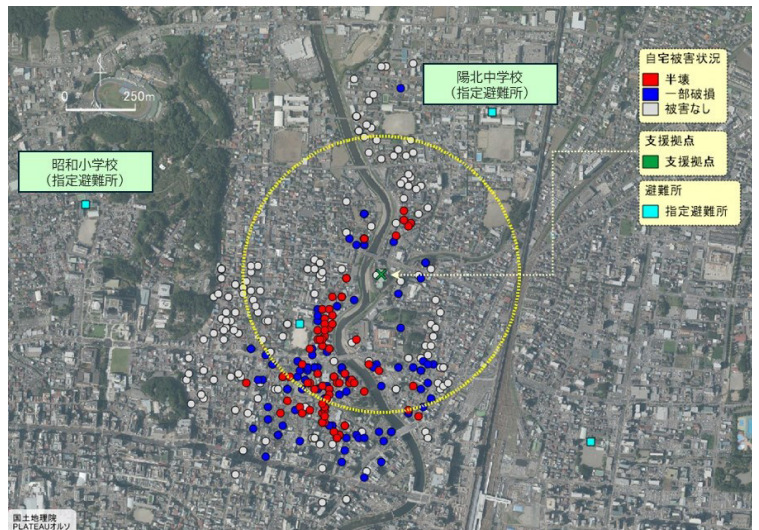 陽北中学校
（指定避難所）
昭和小学校
（指定避難所）
0 250m
自宅被害状況
半壊
一部破損
被害なし
支援拠点
支援拠点
避難所
指定避難所
国土地理院
PLATEAUオルソ